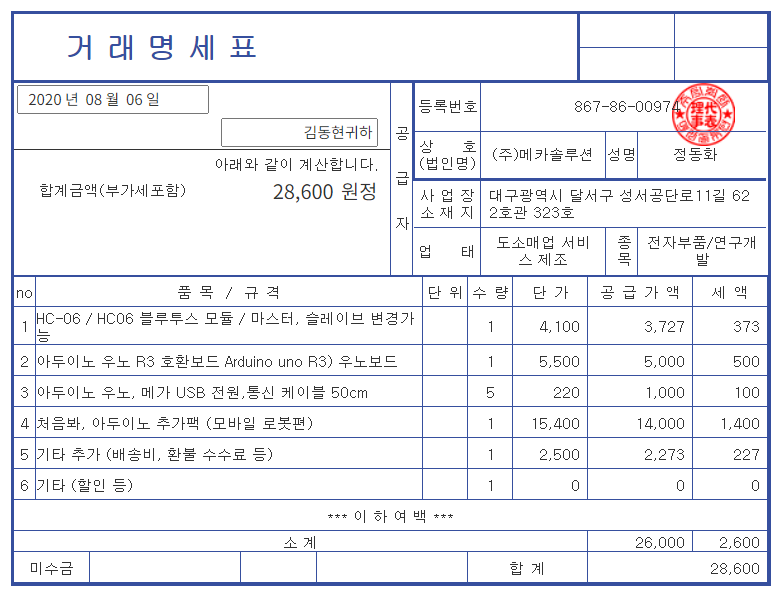 거 래 명 세 표
2020 년 08 월 06 일
김동현귀하
아래와 같이 계산합니다.
합계금액(부가세포함)
28,600 원정
공 급 자
등록번호 867-86-00974
상 호 (법인명) (주)메카솔루션 성명 정동화
代表理事
사 업 장 소 재 지 대구광역시 달서구 성서공단로11길 62
2호관 323호
업 태 도소매업 서비스 제조 종목 전자부품/연구개발
no 품 목 / 규 격 단 위 수 량 단 가 공 급 가 액 세 액
1 HC-06 / HC06 블루투스 모듈 / 마스터, 슬레이브 변경가능 1 4,100 3,727 373
2 아두이노 우노 R3 호환보드 Arduino uno R3) 우노보드 1 5,500 5,000 500
3 아두이노 우노, 메가 USB 전원,통신 케이블 50cm 5 220 1,000 100
4 처음봐, 아두이노 추가팩 (모바일 로봇편) 1 15,400 14,000 1,400
5 기타 추가 (배송비, 환불 수수료 등) 1 2,500 2,273 227
6 기타 (할인 등) 1 0 0 0
*** 이 하 여 백 ***
소 계 26,000 2,600
미수금 합 계 28,600